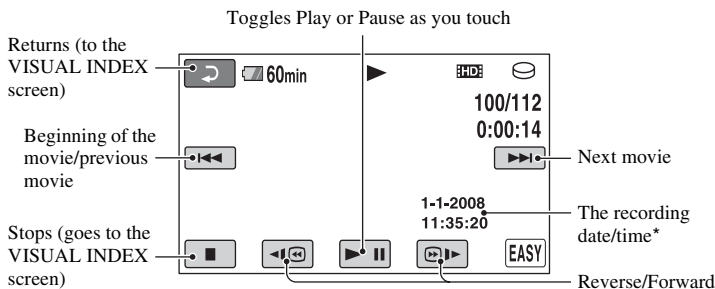 Toggles Play or Pause as you touch
Returns (to the
VISUAL INDEX
screen)
60min
HD
100/112
0:00:14
Beginning of the
movie/previous
movie
Next movie
1-1-2008
11:35:20
The recording
date/time*
Stops (goes to the
VISUAL INDEX
screen)
EASY
Reverse/Forward